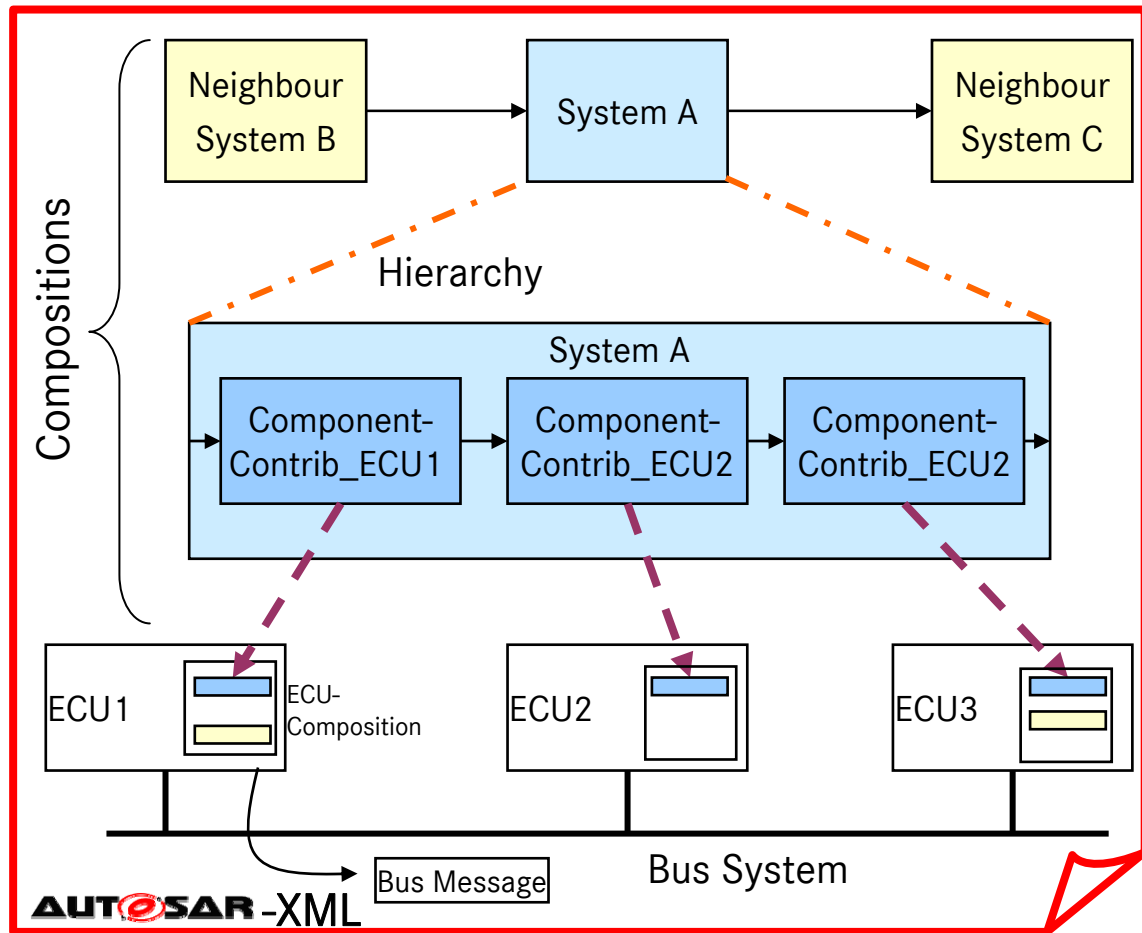 Neighbour
System B
System A
Neighbour
System C
Compositions
Hierarchy
System A
Component-
Contrib_ECU1
Component-
Contrib_ECU2
Component-
Contrib_ECU2
ECU1
ECU-
Composition
ECU2
ECU3
Bus System
Bus Message
AUTOSAR -XML